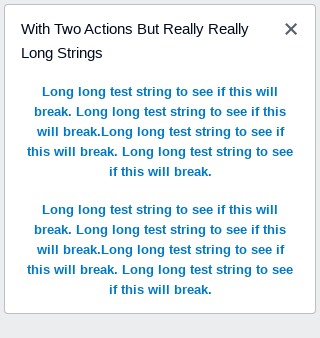 With Two Actions But Really Really
Long Strings
Long long test string to see if this will
break. Long long test string to see if this
will break.Long long test string to see if
this will break. Long long test string to see
if this will break.
Long long test string to see if this will
break. Long long test string to see if this
will break.Long long test string to see if
this will break. Long long test string to see
if this will break.